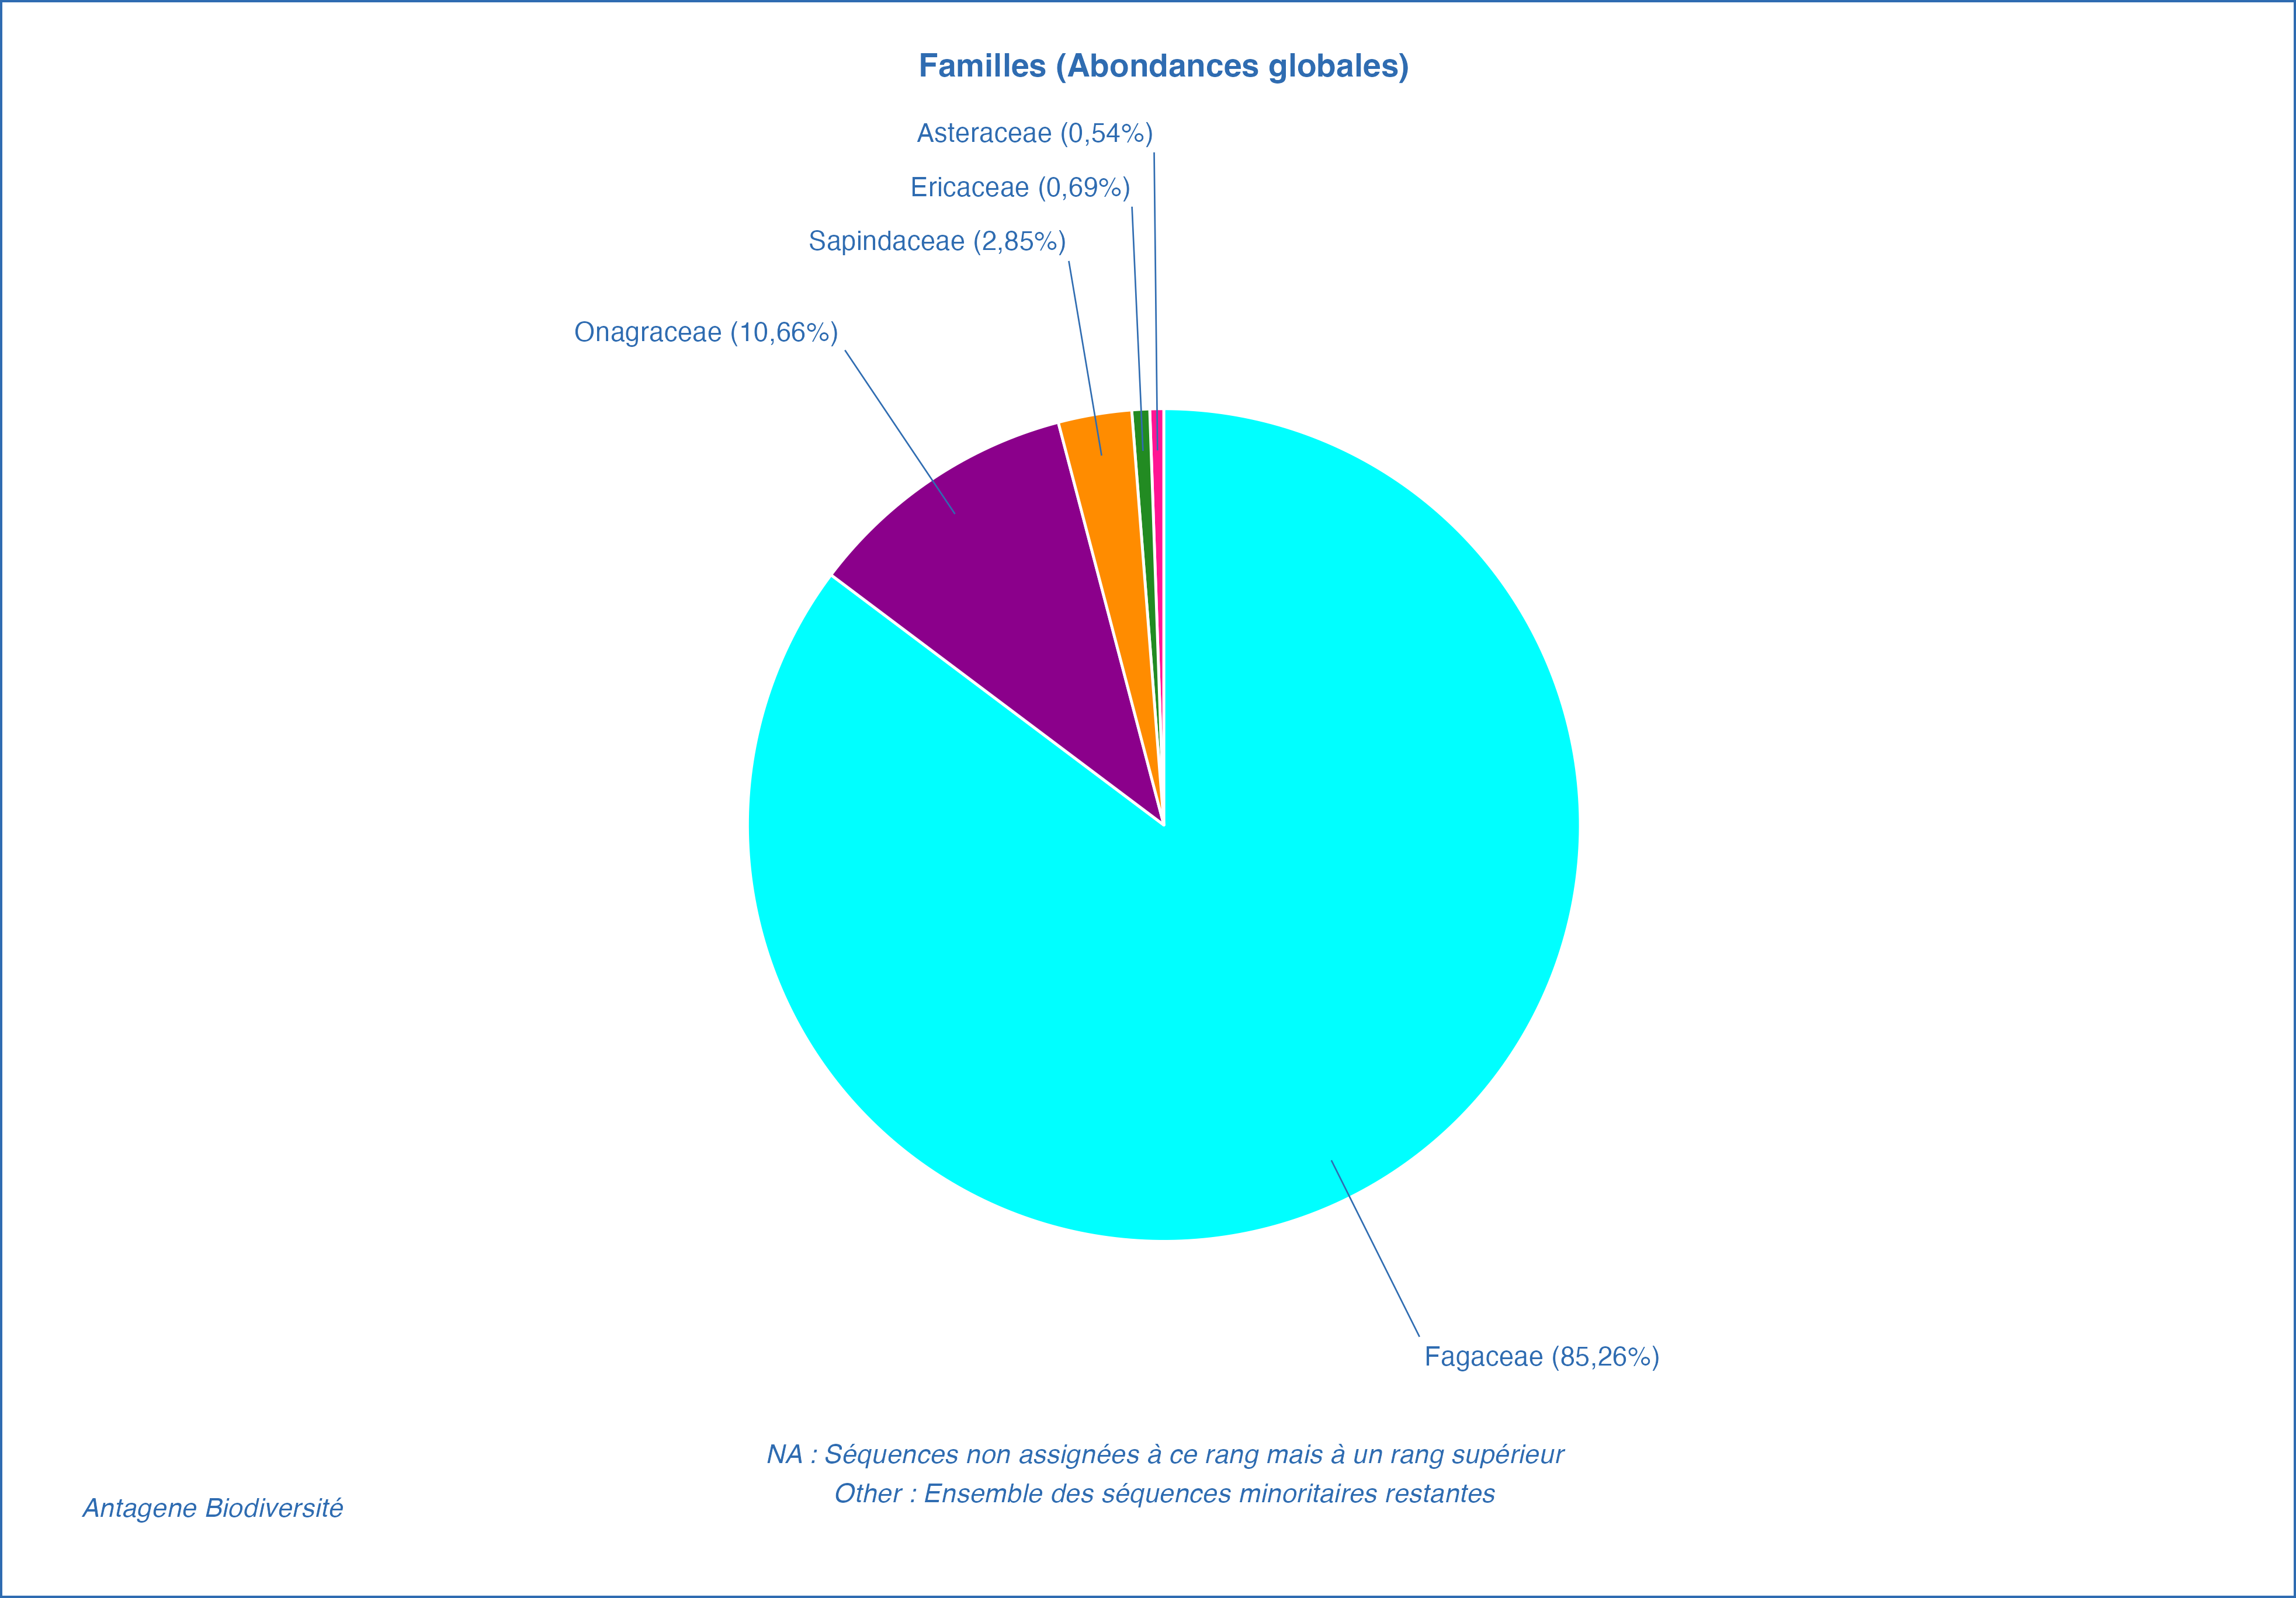 Familles (Abondances globales)
Asteraceae (0,54%)
Ericaceae (0,69%)
Sapindaceae (2,85%)
Onagraceae (10,66%)
Fagaceae (85,26%)
NA : Séquences non assignées à ce rang mais à un rang supérieur
Other : Ensemble des séquences minoritaires restantes
Antagene Biodiversité